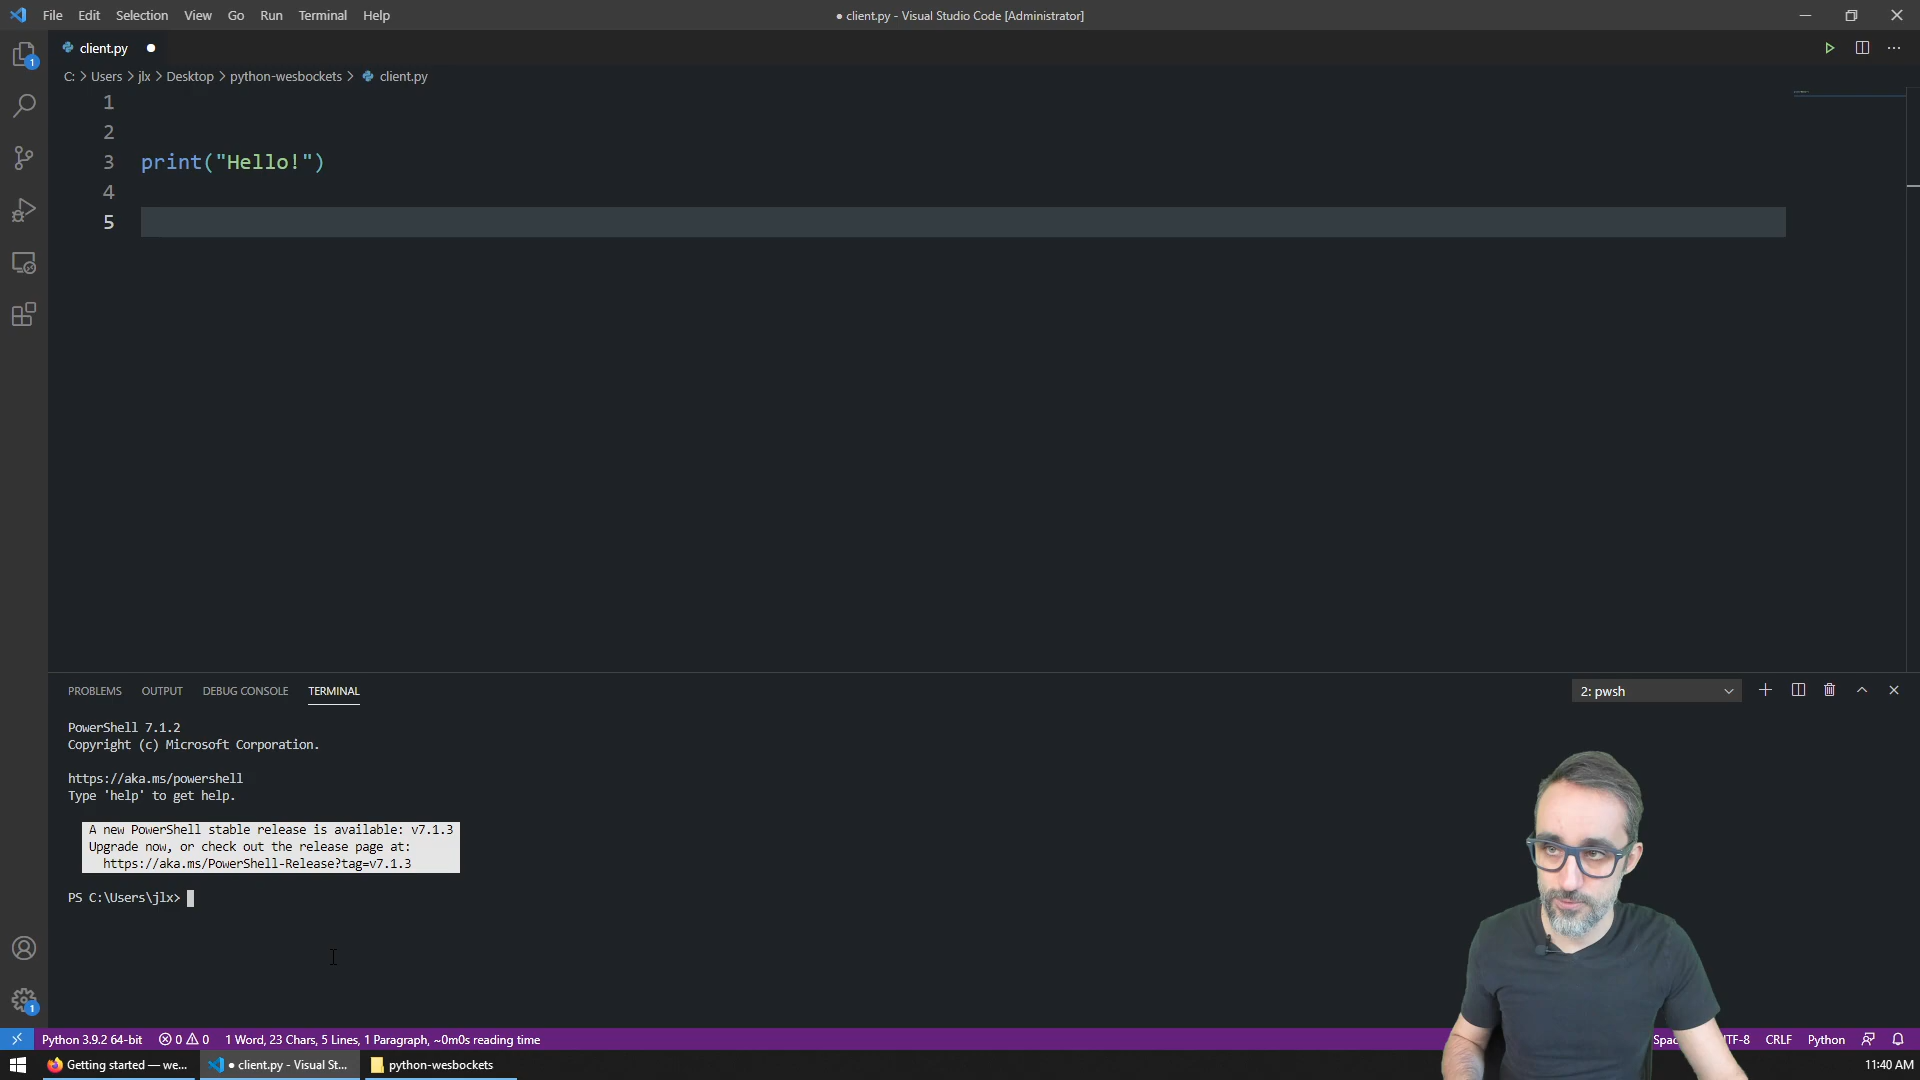 File Edit Selection View Go Run Terminal Help
● client.py - Visual Studio Code [Administrator]
client.py ●
C: > Users > jlx > Desktop > python-wesbockets > client.py
1
2
3 print("Hello!")
4
5
PROBLEMS OUTPUT DEBUG CONSOLE TERMINAL
2: pwsh
PowerShell 7.1.2
Copyright (c) Microsoft Corporation.
https://aka.ms/powershell
Type 'help' to get help.
A new PowerShell stable release is available: v7.1.3
Upgrade now, or check out the release page at:
https://aka.ms/PowerShell-Release?tag=v7.1.3
PS C:\Users\jlx>
1
1
Python 3.9.2 64-bit 0 0 1 Word, 23 Chars, 5 Lines, 1 Paragraph, ~0m0s reading time
CRLF Python
Getting started — we... ● client.py - Visual St... python-wesbockets
11:40 AM